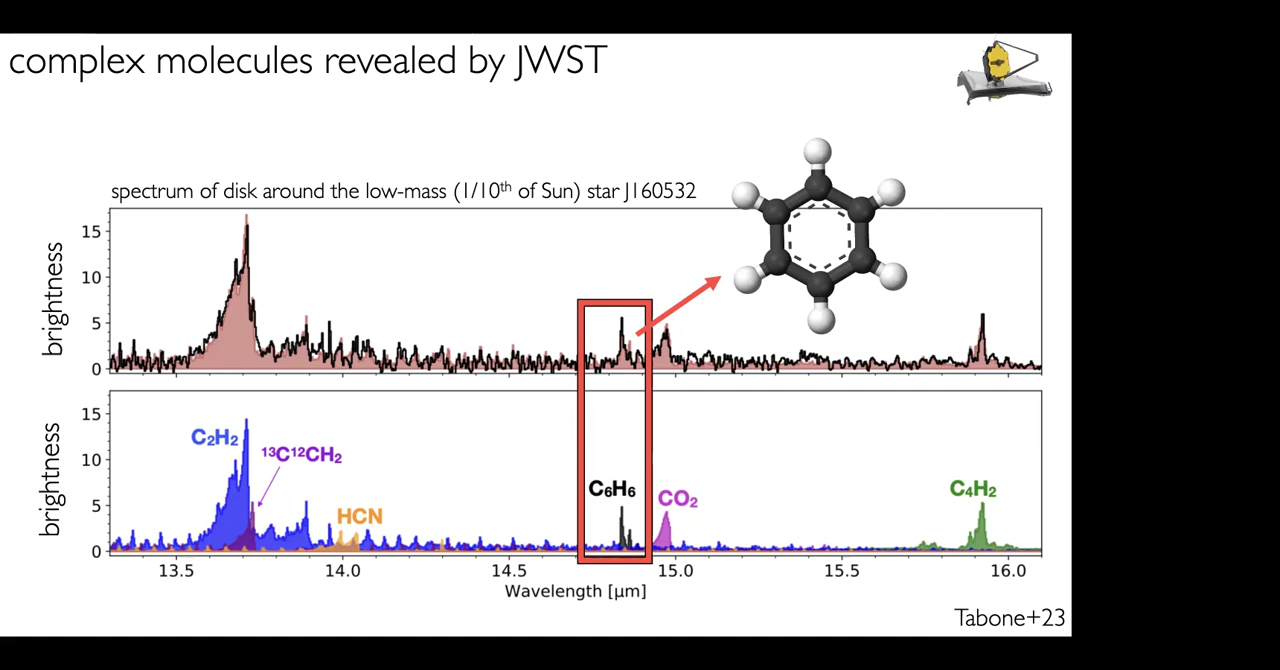 complex molecules revealed by JWST
spectrum of disk around the low-mass (1/10th of Sun) star J160532
brightness
15
10
5
0
brightness
15
10
5
0
C₂H₂
¹³C¹²CH₂
HCN
C₆H₆
CO₂
C₄H₂
13.5 14.0 14.5 15.0 15.5 16.0
Wavelength [μm]
Tabone+23